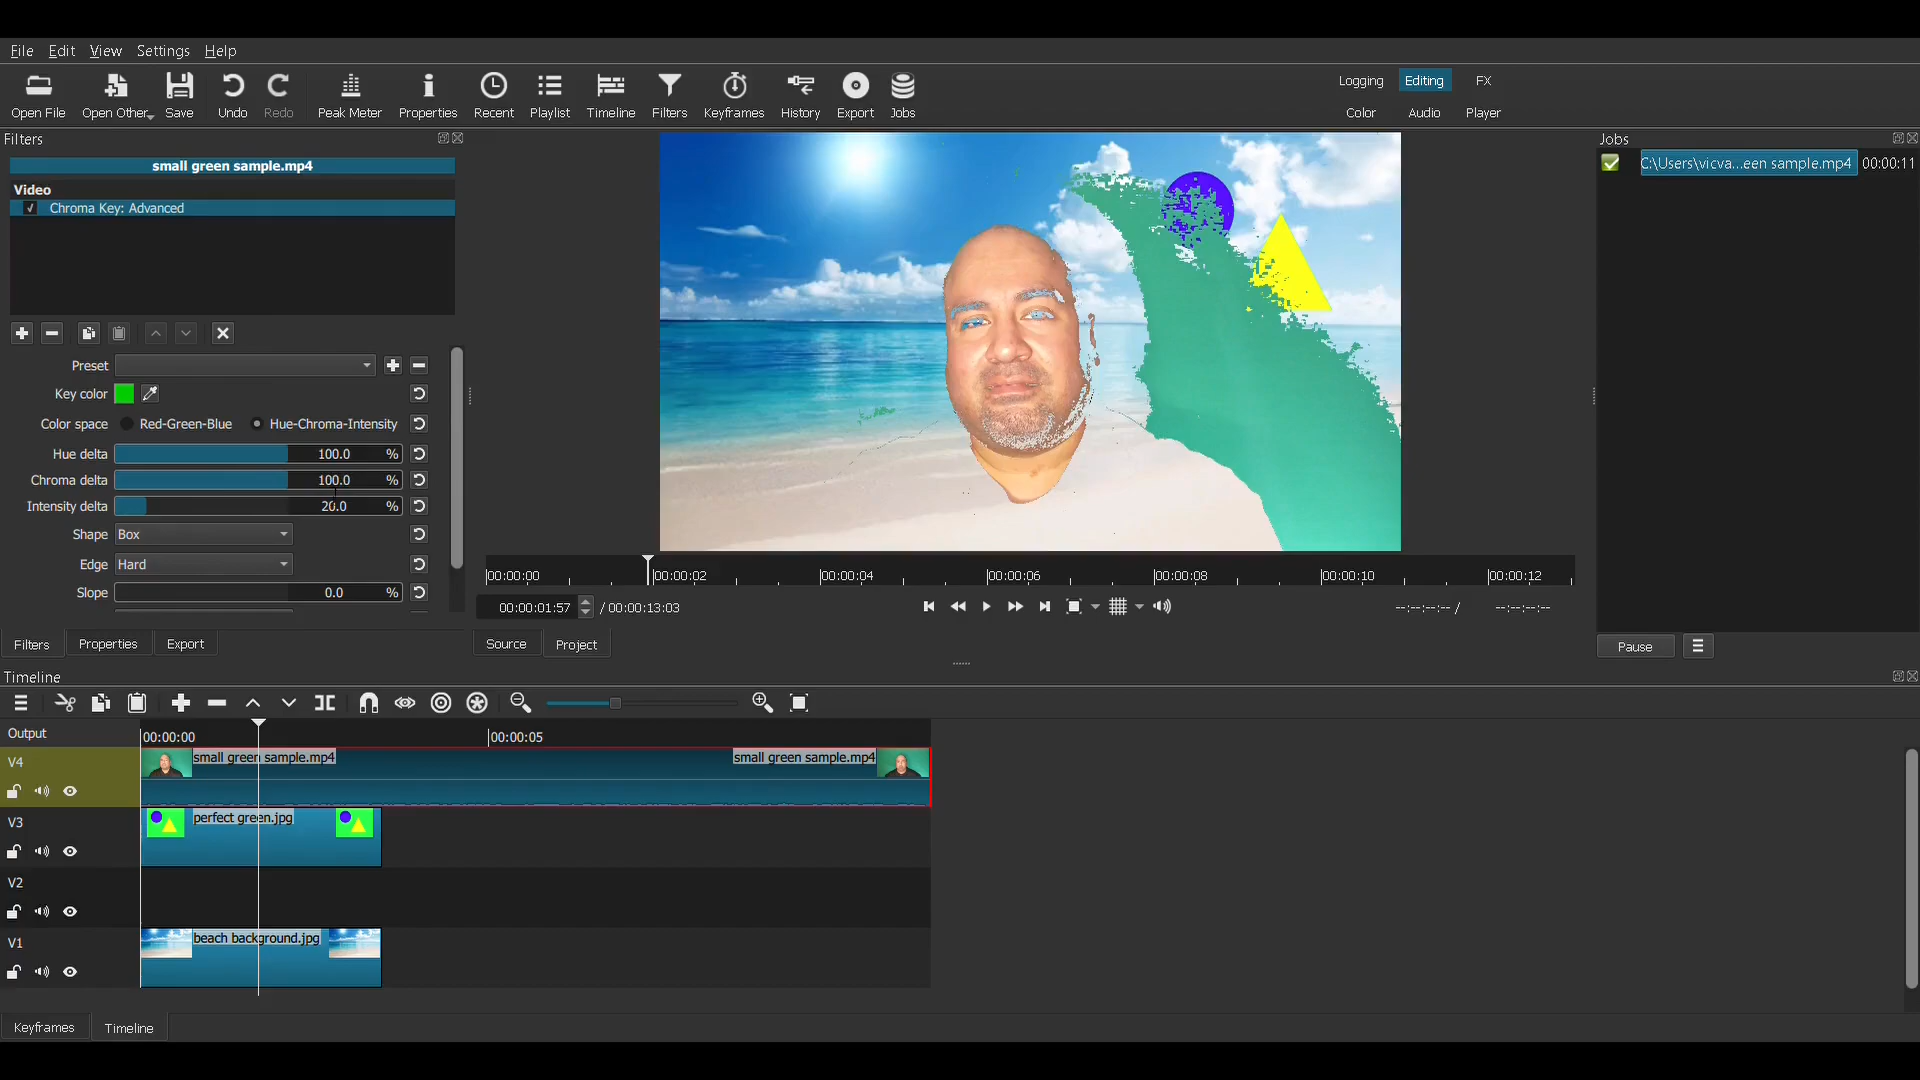 File Edit View Settings Help
Open File Open Other Save Undo Redo Peak Meter Properties Recent Playlist Timeline Filters Keyframes History Export Jobs
Logging Editing FX
Color Audio Player
Filters
small green sample.mp4
Video
Chroma Key: Advanced
Preset
Key color
Color space Red-Green-Blue Hue-Chroma-Intensity
Hue delta 100.0 %
Chroma delta 100.0 %
Intensity delta 20.0 %
Shape Box
Edge Hard
Slope 0.0 %
Filters Properties Export
00:00:00 00:00:02 00:00:04 00:00:06 00:00:08 00:00:10 00:00:12
00:00:01:57 / 00:00:13:03
--:--:--:-- / --:--:--:--
Source Project
Jobs
C:\Users\vicva...een sample.mp4 00:00:11
Pause
Timeline
Output
00:00:00 00:00:05
V4
small green sample.mp4 small green sample.mp4
V3
perfect green.jpg
V2
V1
beach background.jpg
Keyframes Timeline